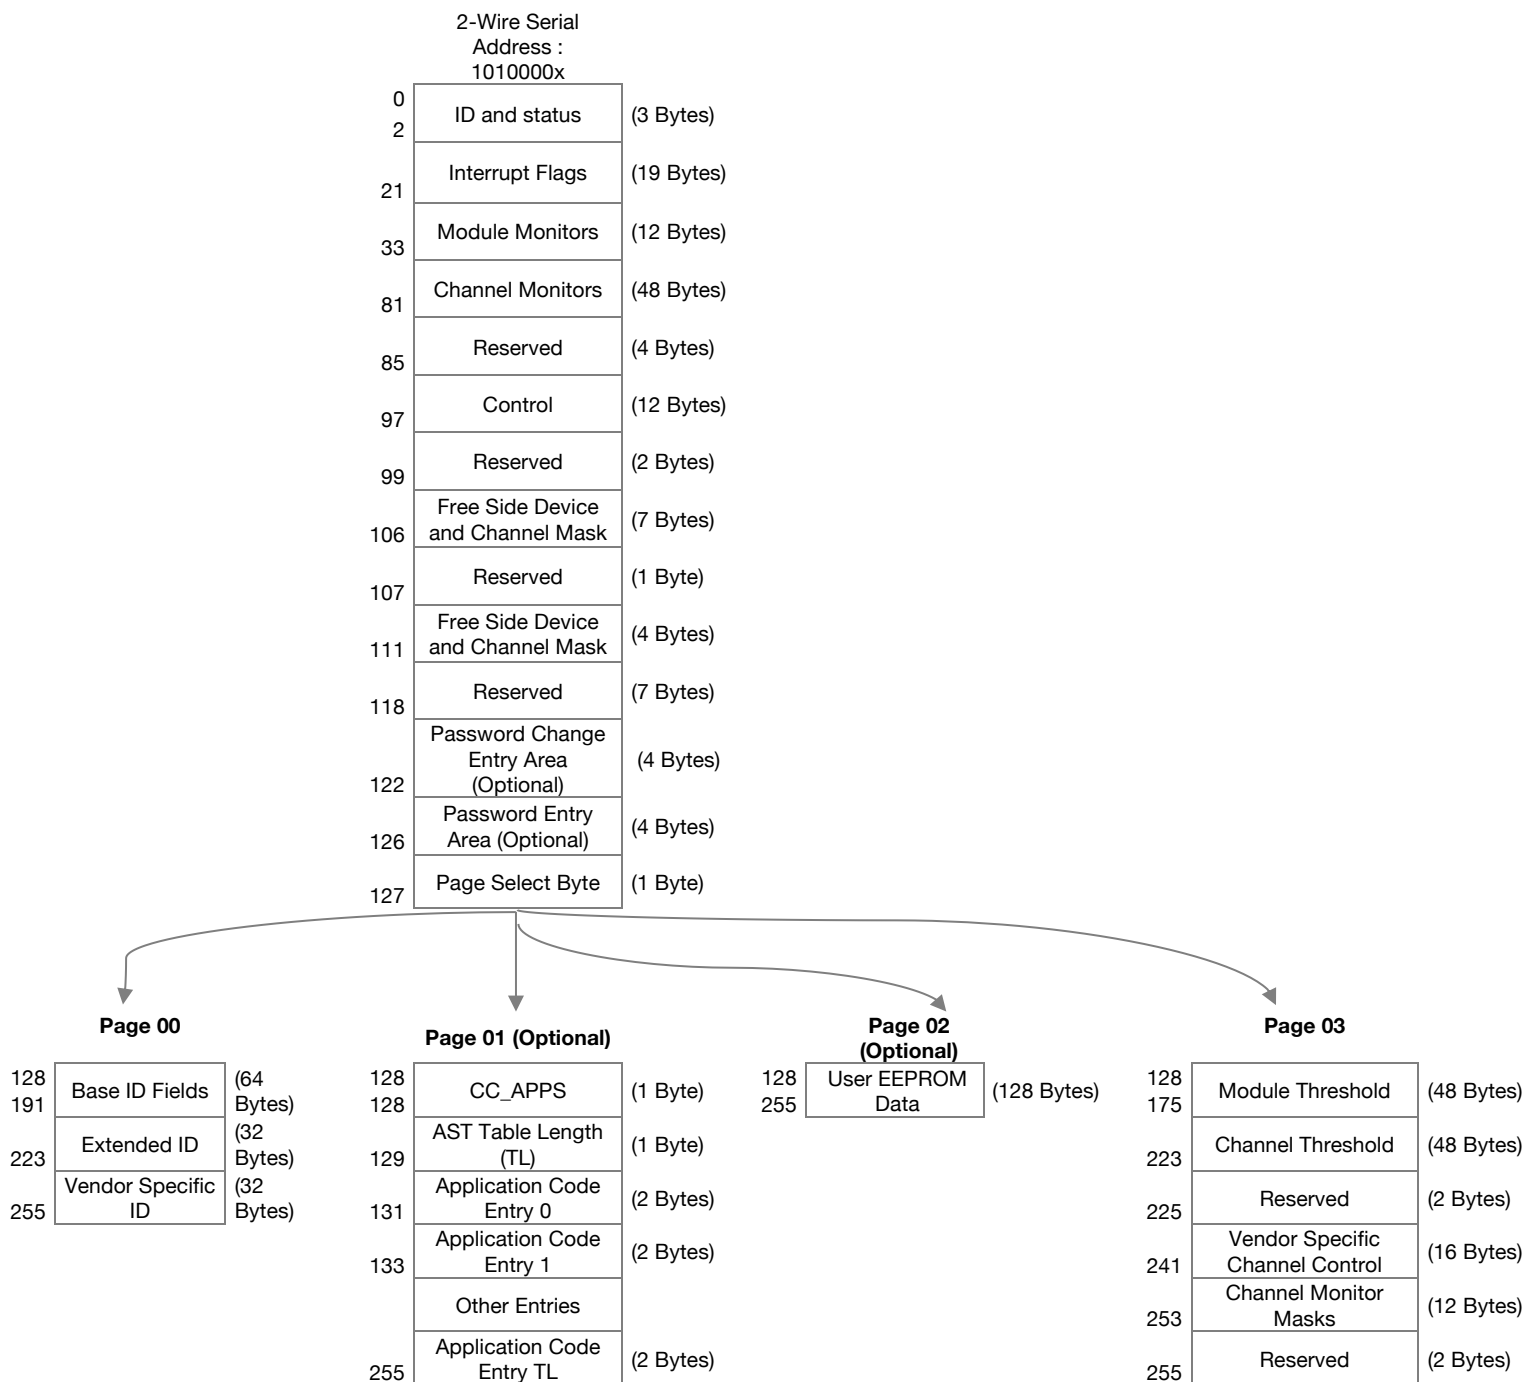 2-Wire Serial
Address :
1010000x
0
2
ID and status
(3 Bytes)
21
Interrupt Flags
(19 Bytes)
33
Module Monitors
(12 Bytes)
81
Channel Monitors
(48 Bytes)
85
Reserved
(4 Bytes)
97
Control
(12 Bytes)
99
Reserved
(2 Bytes)
106
Free Side Device
and Channel Mask
(7 Bytes)
107
Reserved
(1 Byte)
111
Free Side Device
and Channel Mask
(4 Bytes)
118
Reserved
(7 Bytes)
122
Password Change
Entry Area
(Optional)
(4 Bytes)
126
Password Entry
Area (Optional)
(4 Bytes)
127
Page Select Byte
(1 Byte)
Page 00
128
191
Base ID Fields
(64
Bytes)
223
Extended ID
(32
Bytes)
255
Vendor Specific
ID
(32
Bytes)
Page 01 (Optional)
128
128
CC_APPS
(1 Byte)
129
AST Table Length
(TL)
(1 Byte)
131
Application Code
Entry 0
(2 Bytes)
133
Application Code
Entry 1
(2 Bytes)
Other Entries
255
Application Code
Entry TL
(2 Bytes)
Page 02
(Optional)
128
255
User EEPROM
Data
(128 Bytes)
Page 03
128
175
Module Threshold
(48 Bytes)
223
Channel Threshold
(48 Bytes)
225
Reserved
(2 Bytes)
241
Vendor Specific
Channel Control
(16 Bytes)
253
Channel Monitor
Masks
(12 Bytes)
255
Reserved
(2 Bytes)